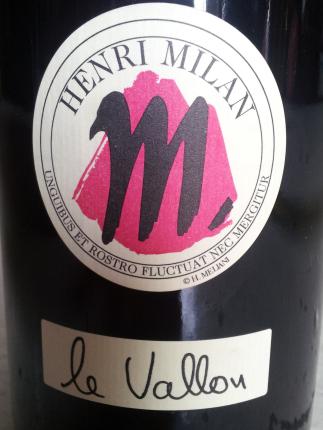 HENRI MILAN
m.
UNGUIBUS ET ROSTRO FLUCTUAT NEC MERGITUR
© H. MELIANI
le Vallon